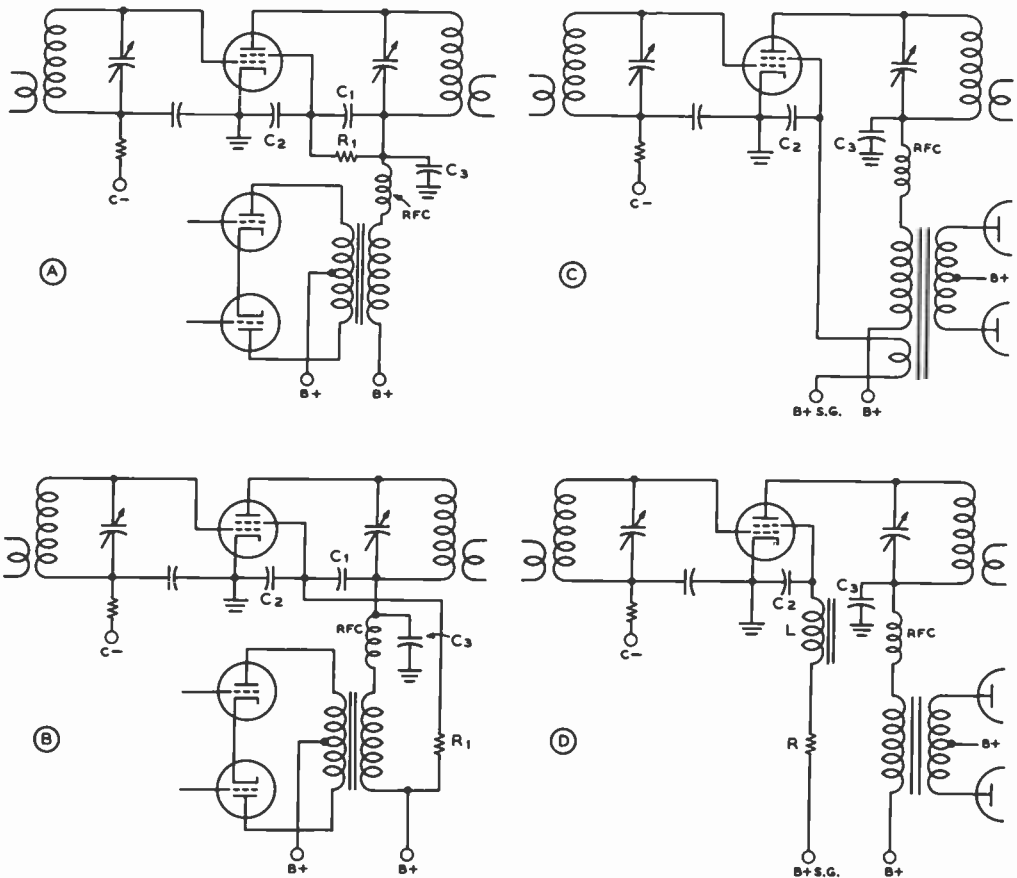 C1
C2
R1
C3
C-
RFC
A
B+
B+
C2
C3
RFC
C-
C
B+
B+ S.G.
B+
C1
C2
RFC
C3
C-
B
R1
B+
B+
C2
C3
L
RFC
C-
D
R
B+
B+ S.G.
B+